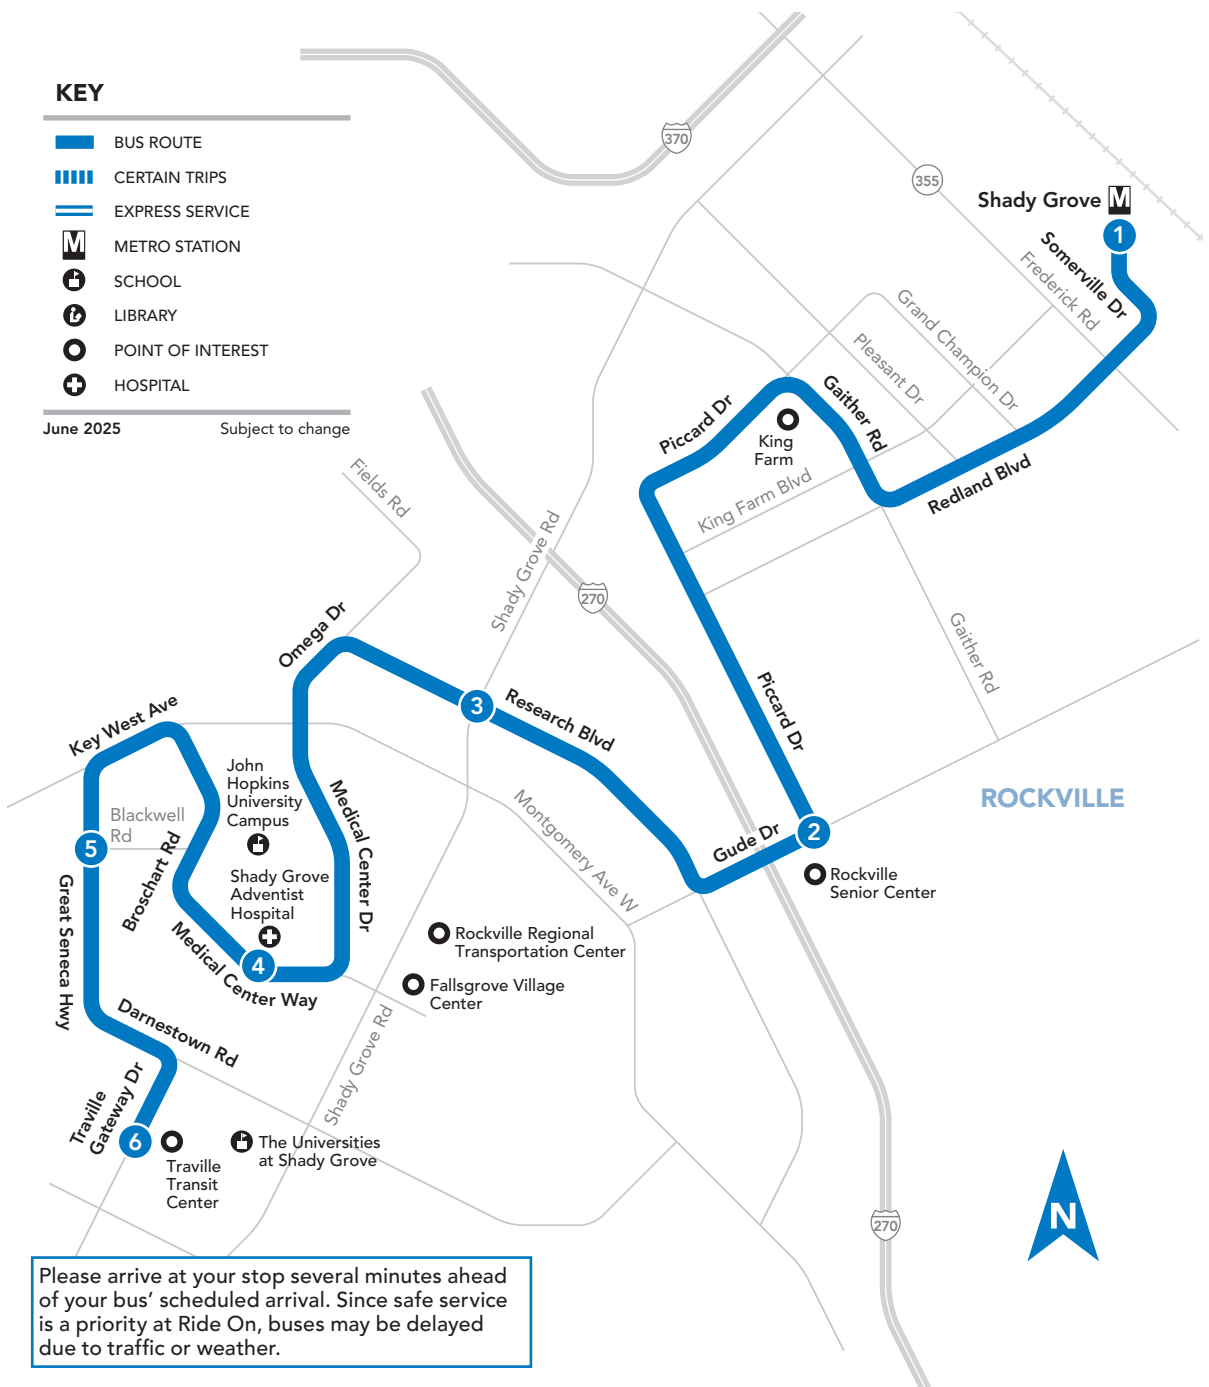 KEY
BUS ROUTE
CERTAIN TRIPS
EXPRESS SERVICE
M
METRO STATION
SCHOOL
LIBRARY
POINT OF INTEREST
HOSPITAL
June 2025
Subject to change
370
355
Shady Grove
M
1
Somerville Dr
Frederick Rd
Grand Champion Dr
Pleasant Dr
Gaither Rd
Piccard Dr
King
Farm
King Farm Blvd
Redland Blvd
Fields Rd
Shady Grove Rd
270
Gaither Rd
Omega Dr
3
Research Blvd
Piccard Dr
Key West Ave
John
Hopkins
University
Campus
Blackwell
Rd
Medical Center Dr
Montgomery Ave W
ROCKVILLE
Gude Dr
2
Rockville
Senior Center
5
Broschart Rd
Shady Grove
Adventist
Hospital
Great Seneca Hwy
4
Medical Center Way
Rockville Regional
Transportation Center
Fallsgrove Village
Center
Darnestown Rd
Shady Grove Rd
Traville
Gateway Dr
6
Traville
Transit
Center
The Universities
at Shady Grove
270
N
Please arrive at your stop several minutes ahead
of your bus’ scheduled arrival. Since safe service
is a priority at Ride On, buses may be delayed
due to traffic or weather.